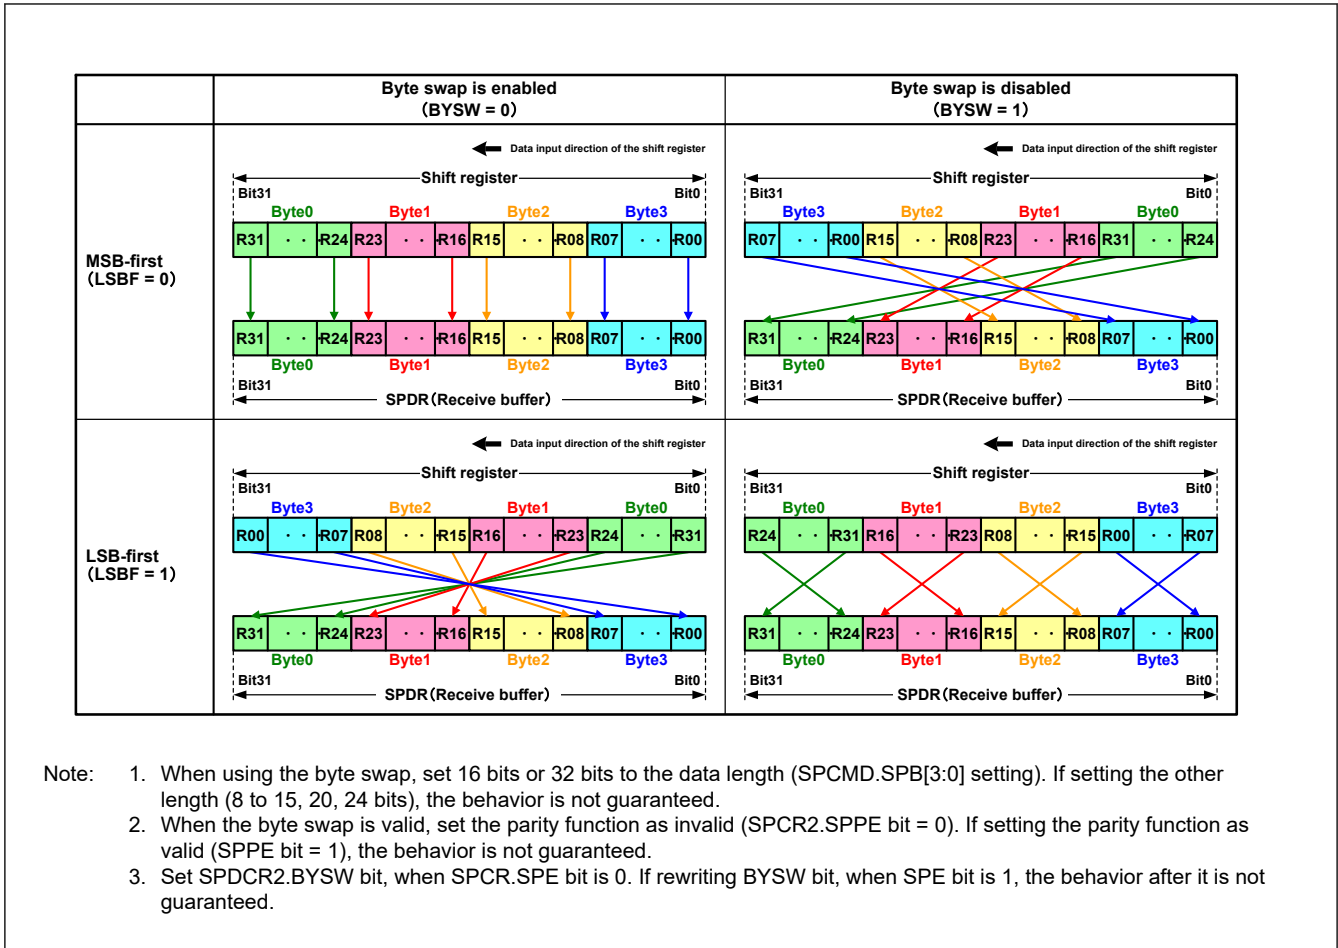 Byte swap is enabled
(BYSW = 0)
Byte swap is disabled
(BYSW = 1)
MSB-first
(LSBF = 0)
Data input direction of the shift register
Shift register
Bit31 Bit0
Byte0 Byte1 Byte2 Byte3
R31 · · R24 R23 · · R16 R15 · · R08 R07 · · R00
R31 · · R24 R23 · · R16 R15 · · R08 R07 · · R00
Byte0 Byte1 Byte2 Byte3
Bit31 Bit0
SPDR(Receive buffer)
Data input direction of the shift register
Shift register
Bit31 Bit0
Byte3 Byte2 Byte1 Byte0
R07 · · R00 R15 · · R08 R23 · · R16 R31 · · R24
R31 · · R24 R23 · · R16 R15 · · R08 R07 · · R00
Byte0 Byte1 Byte2 Byte3
Bit31 Bit0
SPDR(Receive buffer)
LSB-first
(LSBF = 1)
Data input direction of the shift register
Shift register
Bit31 Bit0
Byte3 Byte2 Byte1 Byte0
R00 · · R07 R08 · · R15 R16 · · R23 R24 · · R31
R31 · · R24 R23 · · R16 R15 · · R08 R07 · · R00
Byte0 Byte1 Byte2 Byte3
Bit31 Bit0
SPDR(Receive buffer)
Data input direction of the shift register
Shift register
Bit31 Bit0
Byte0 Byte1 Byte2 Byte3
R24 · · R31 R16 · · R23 R08 · · R15 R00 · · R07
R31 · · R24 R23 · · R16 R15 · · R08 R07 · · R00
Byte0 Byte1 Byte2 Byte3
Bit31 Bit0
SPDR(Receive buffer)
Note: 1. When using the byte swap, set 16 bits or 32 bits to the data length (SPCMD.SPB[3:0] setting). If setting the other
length (8 to 15, 20, 24 bits), the behavior is not guaranteed.
2. When the byte swap is valid, set the parity function as invalid (SPCR2.SPPE bit = 0). If setting the parity function as
valid (SPPE bit = 1), the behavior is not guaranteed.
3. Set SPDCR2.BYSW bit, when SPCR.SPE bit is 0. If rewriting BYSW bit, when SPE bit is 1, the behavior after it is not
guaranteed.